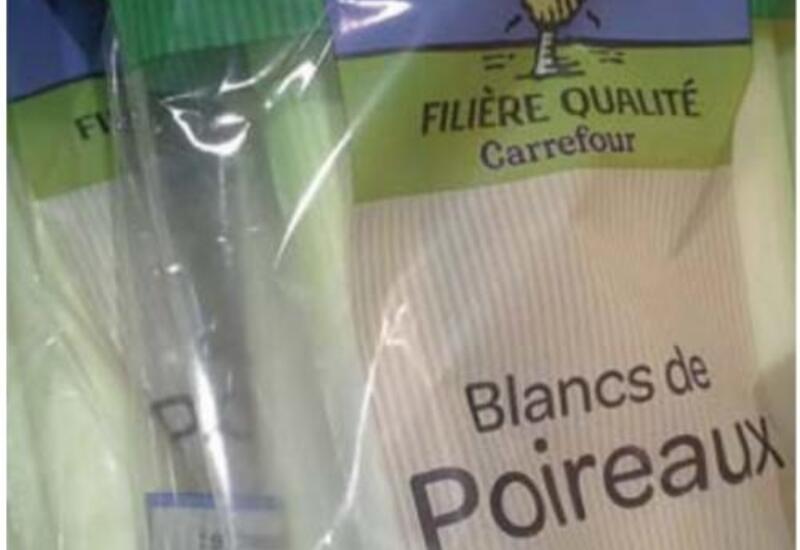 FILIÈRE QUALITÉ
Carrefour
Blancs de
Poireaux